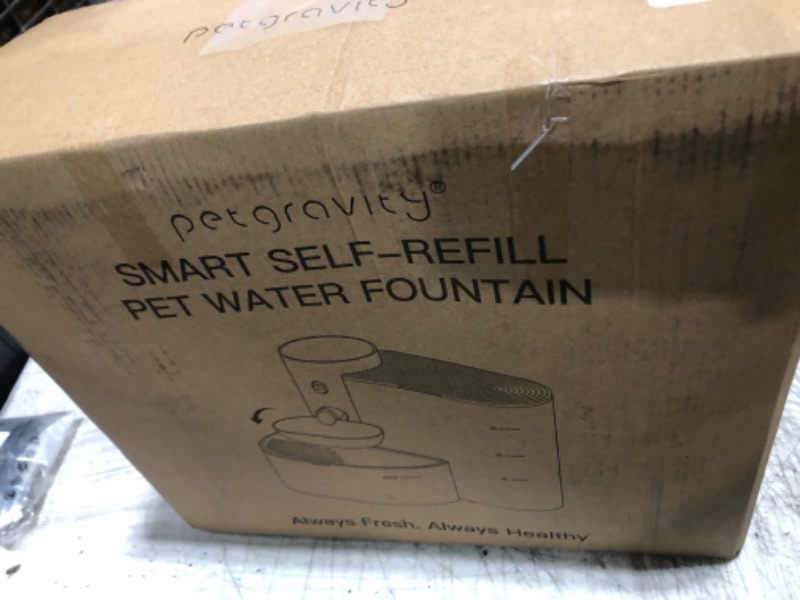 petgravity
petgravity®
SMART SELF-REFILL
PET WATER FOUNTAIN
Always Fresh. Always Healthy